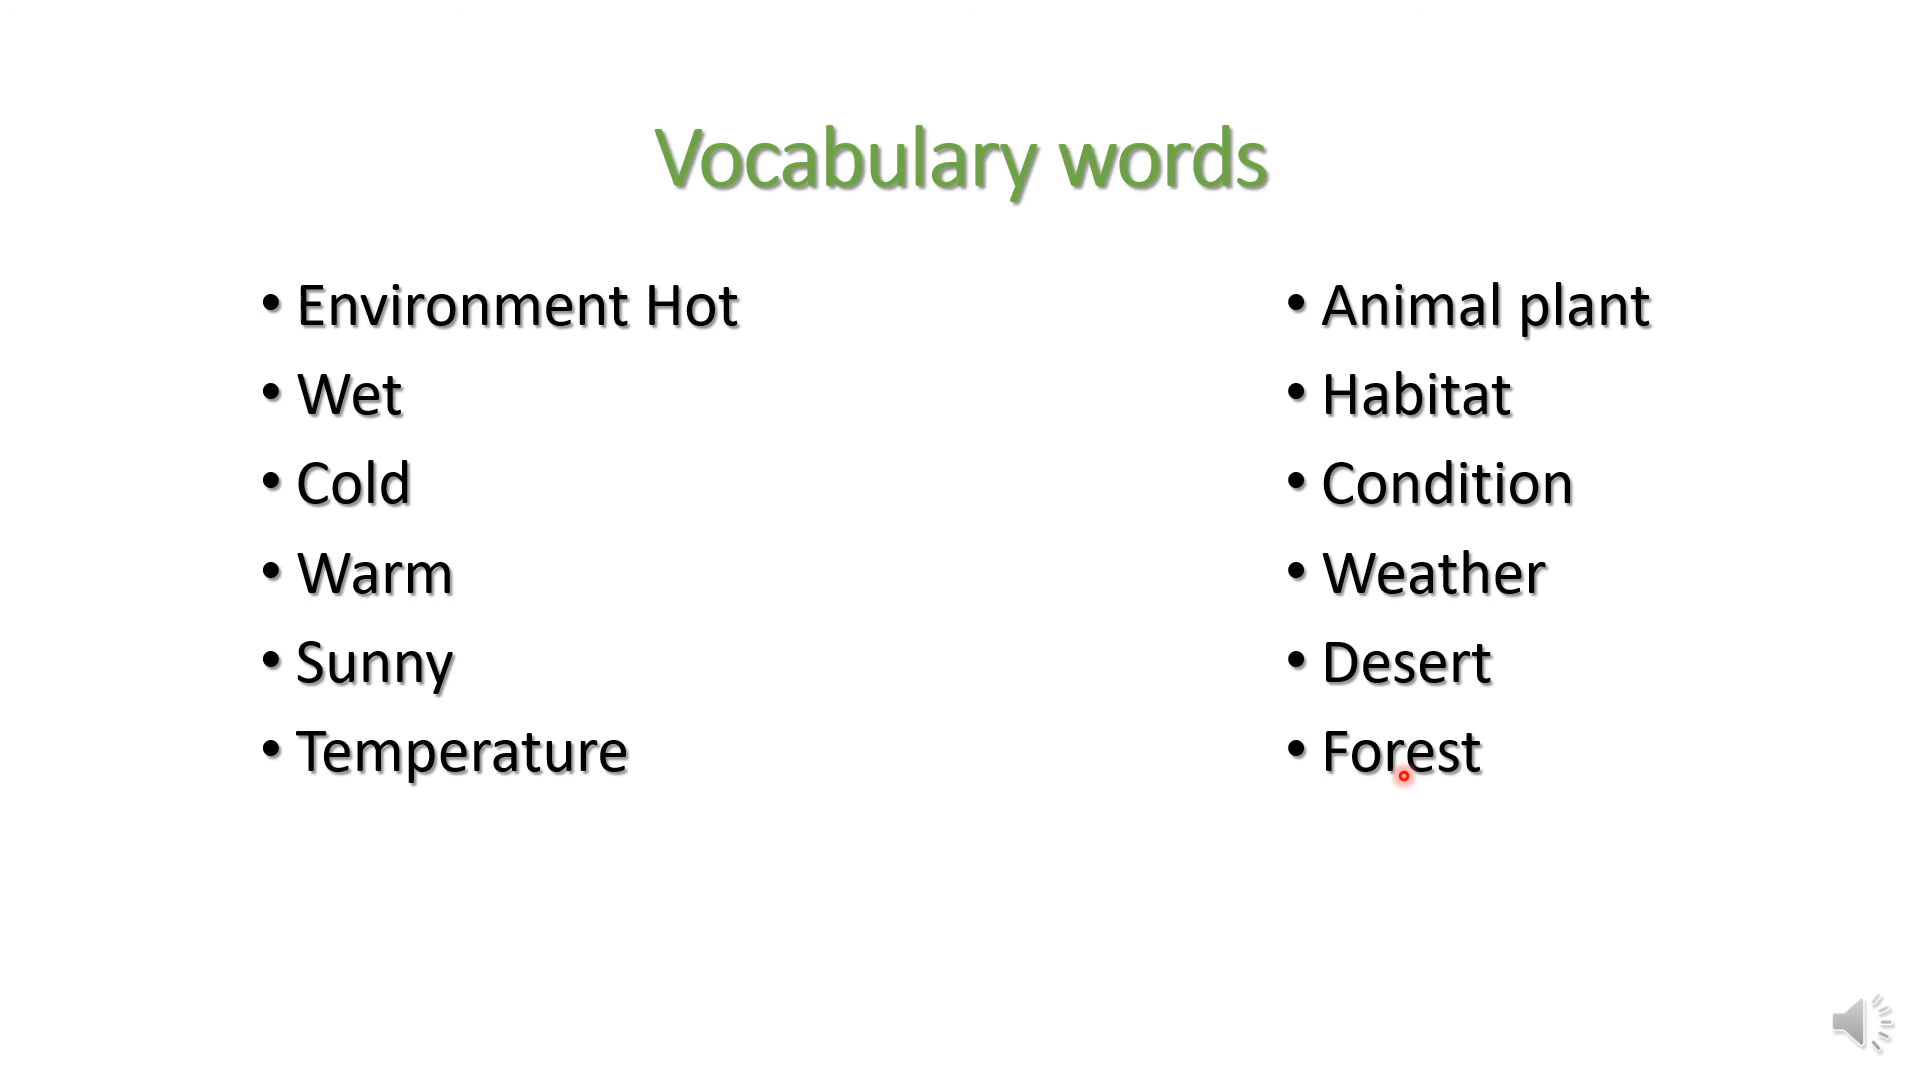 Vocabulary words
• Environment Hot
• Wet
• Cold
• Warm
• Sunny
• Temperature
• Animal plant
• Habitat
• Condition
• Weather
• Desert
• Forest